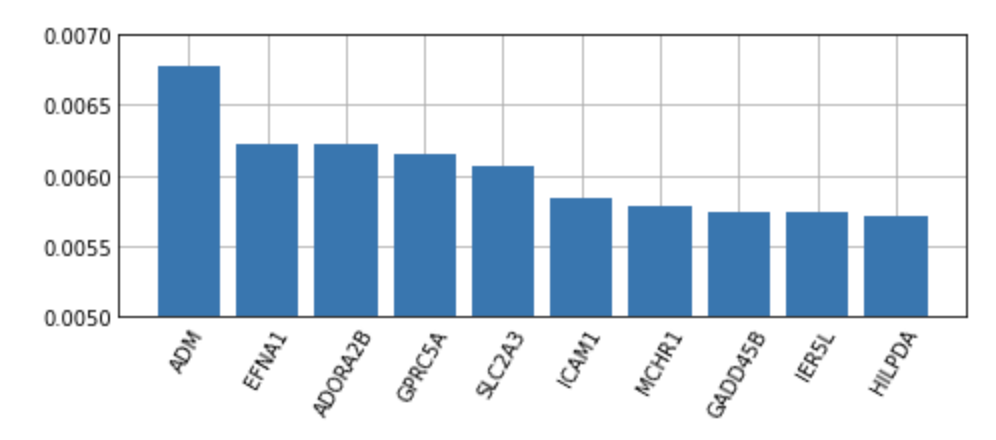 0.0070
0.0065
0.0060
0.0055
0.0050
ADM
EFNA1
ADORA2B
GPRC5A
SLC2A3
ICAM1
MCHR1
GADD45B
IER5L
HILPDA